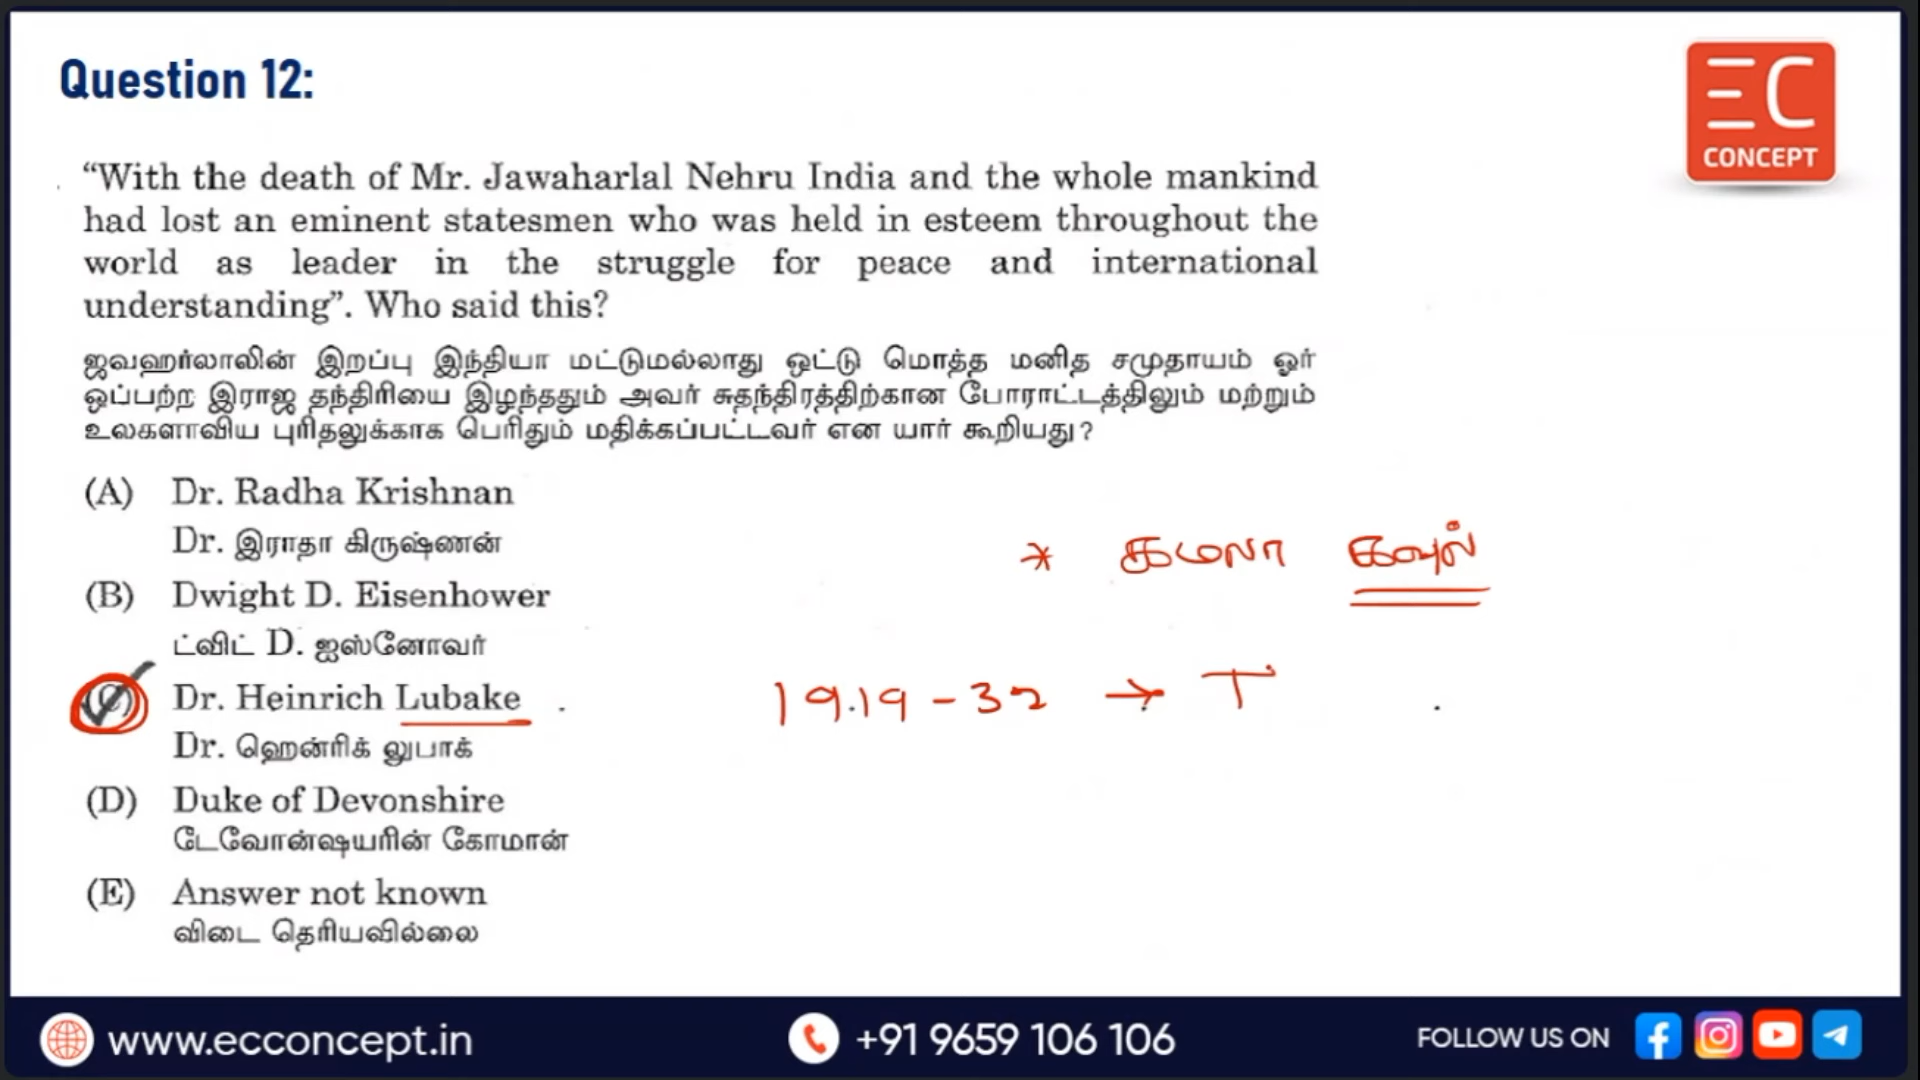 Question 12:
EC
CONCEPT
“With the death of Mr. Jawaharlal Nehru India and the whole mankind
had lost an eminent statesmen who was held in esteem throughout the
world as leader in the struggle for peace and international
understanding”. Who said this?
ஜவஹர்லாலின் இறப்பு இந்தியா மட்டுமல்லாது ஒட்டு மொத்த மனித சமுதாயம் ஓர்
ஒப்பற்ற இராஜ தந்திரியை இழந்ததும் அவர் சுதந்திரத்திற்கான போராட்டத்திலும் மற்றும்
உலகளாவிய புரிதலுக்காக பெரிதும் மதிக்கப்பட்டவர் என யார் கூறியது?
(A) Dr. Radha Krishnan
Dr. இராதா கிருஷ்ணன்
* கமலா கவுல்
(B) Dwight D. Eisenhower
ட்விட் D. ஐஸ்னோவர்
(C) Dr. Heinrich Lubake
1919-32 → T
Dr. ஹென்ரிக் லுபாக்
(D) Duke of Devonshire
டேவோன்ஷயரின் கோமான்
(E) Answer not known
விடை தெரியவில்லை
www.ecconcept.in
+91 9659 106 106
FOLLOW US ON